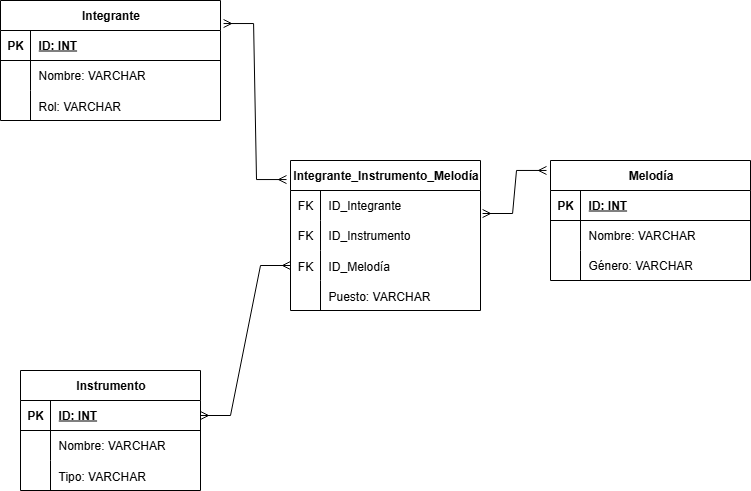 Integrante
PK ID: INT
Nombre: VARCHAR
Rol: VARCHAR
Integrante_Instrumento_Melodía
FK ID_Integrante
FK ID_Instrumento
FK ID_Melodía
Puesto: VARCHAR
Melodía
PK ID: INT
Nombre: VARCHAR
Género: VARCHAR
Instrumento
PK ID: INT
Nombre: VARCHAR
Tipo: VARCHAR